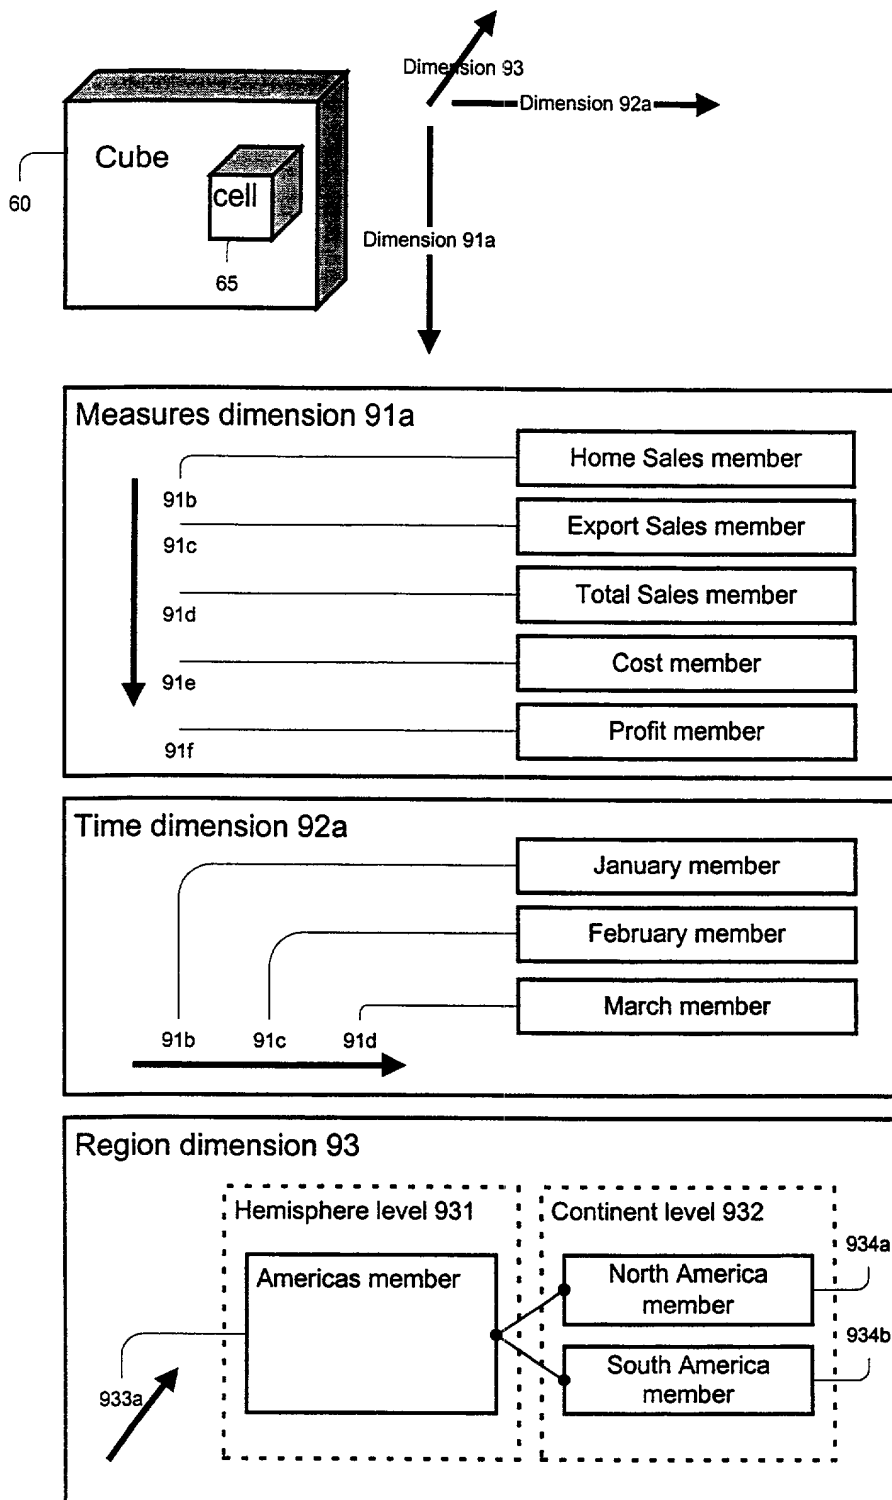 Dimension 93
Dimension 92a
Cube
cell
60
65
Dimension 91a
Measures dimension 91a
Home Sales member
91b
Export Sales member
91c
Total Sales member
91d
Cost member
91e
Profit member
91f
Time dimension 92a
January member
February member
March member
91b 91c 91d
Region dimension 93
Hemisphere level 931
Continent level 932
934a
Americas member
North America
member
934b
South America
member
933a